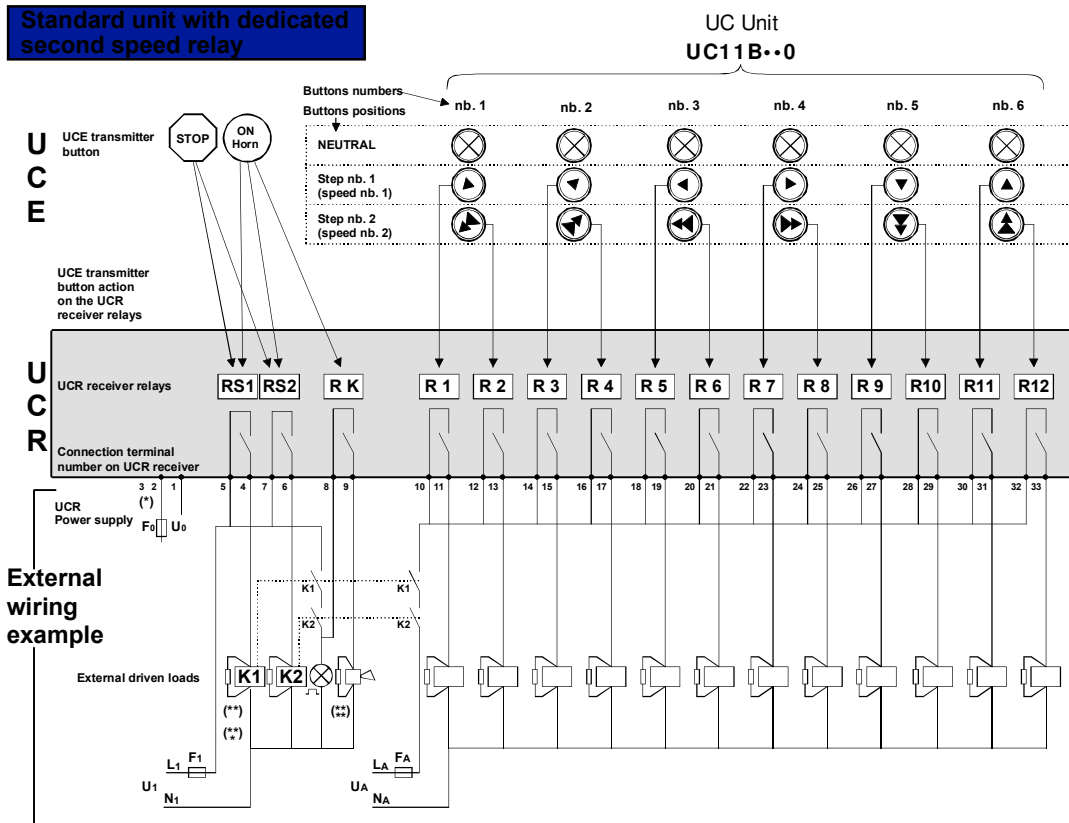 Standard unit with dedicated
second speed relay
UC Unit
UC11B··0
Buttons numbers
nb. 1 nb. 2 nb. 3 nb. 4 nb. 5 nb. 6
Buttons positions
UCE
UCE transmitter
button
STOP
ON
Horn
NEUTRAL
Step nb. 1
(speed nb. 1)
Step nb. 2
(speed nb. 2)
UCE transmitter
button action
on the UCR
receiver relays
UCR
UCR receiver relays
RS1 RS2 R K R 1 R 2 R 3 R 4 R 5 R 6 R 7 R 8 R 9 R10 R11 R12
Connection terminal
number on UCR receiver
3 2 1 5 4 7 6 8 9 10 11 12 13 14 15 16 17 18 19 20 21 22 23 24 25 26 27 28 29 30 31 32 33
(*)
UCR
Power supply
F0 U0
External
wiring
example
K1 K1
K2 K2
External driven loads
K1 K2
(**) (**
**)
(**
*)
L1 F1 LA FA
U1 UA
N1 NA